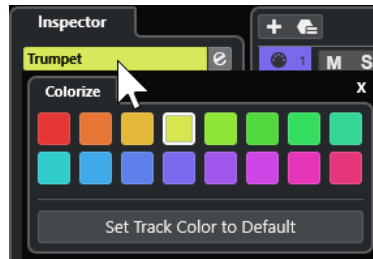 Inspector
Trumpet e 1 M S
Colorize X
Set Track Color to Default